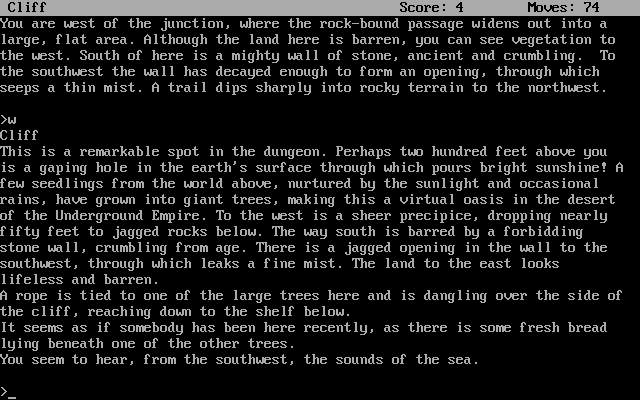 Cliff Score: 4 Moves: 74
You are west of the junction, where the rock-bound passage widens out into a
large, flat area. Although the land here is barren, you can see vegetation to
the west. South of here is a mighty wall of stone, ancient and crumbling.  To
the southwest the wall has decayed enough to form an opening, through which
seeps a thin mist. A trail dips sharply into rocky terrain to the northwest.
>w
Cliff
This is a remarkable spot in the dungeon. Perhaps two hundred feet above you
is a gaping hole in the earth's surface through which pours bright sunshine! A
few seedlings from the world above, nurtured by the sunlight and occasional
rains, have grown into giant trees, making this a virtual oasis in the desert
of the Underground Empire. To the west is a sheer precipice, dropping nearly
fifty feet to jagged rocks below. The way south is barred by a forbidding
stone wall, crumbling from age. There is a jagged opening in the wall to the
southwest, through which leaks a fine mist. The land to the east looks
lifeless and barren.
A rope is tied to one of the large trees here and is dangling over the side of
the cliff, reaching down to the shelf below.
It seems as if somebody has been here recently, as there is some fresh bread
lying beneath one of the other trees.
You seem to hear, from the southwest, the sounds of the sea.
>_